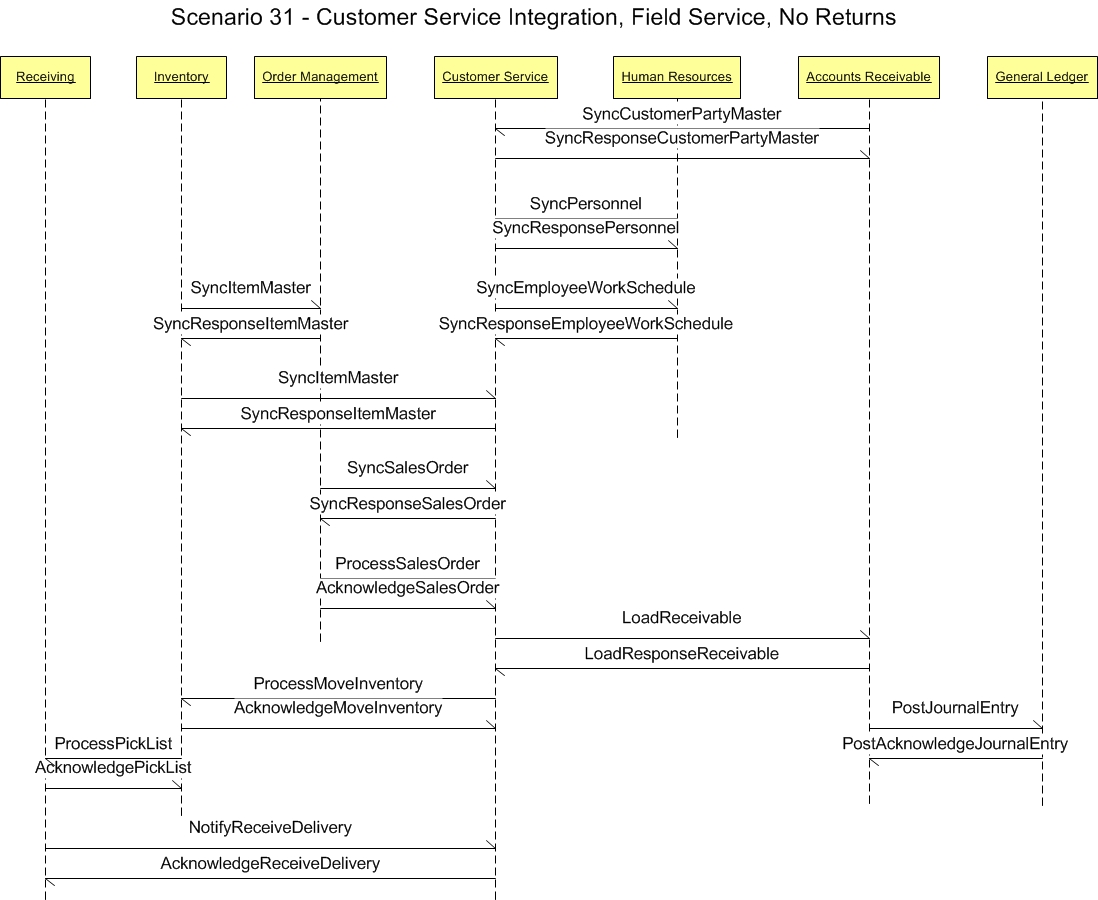 Scenario 31 - Customer Service Integration, Field Service, No Returns
Receiving
Inventory
Order Management
Customer Service
Human Resources
Accounts Receivable
General Ledger
SyncCustomerPartyMaster
SyncResponseCustomerPartyMaster
SyncPersonnel
SyncResponsePersonnel
SyncItemMaster
SyncEmployeeWorkSchedule
SyncResponseItemMaster
SyncResponseEmployeeWorkSchedule
SyncItemMaster
SyncResponseItemMaster
SyncSalesOrder
SyncResponseSalesOrder
ProcessSalesOrder
AcknowledgeSalesOrder
LoadReceivable
LoadResponseReceivable
ProcessMoveInventory
AcknowledgeMoveInventory
PostJournalEntry
ProcessPickList
PostAcknowledgeJournalEntry
AcknowledgePickList
NotifyReceiveDelivery
AcknowledgeReceiveDelivery